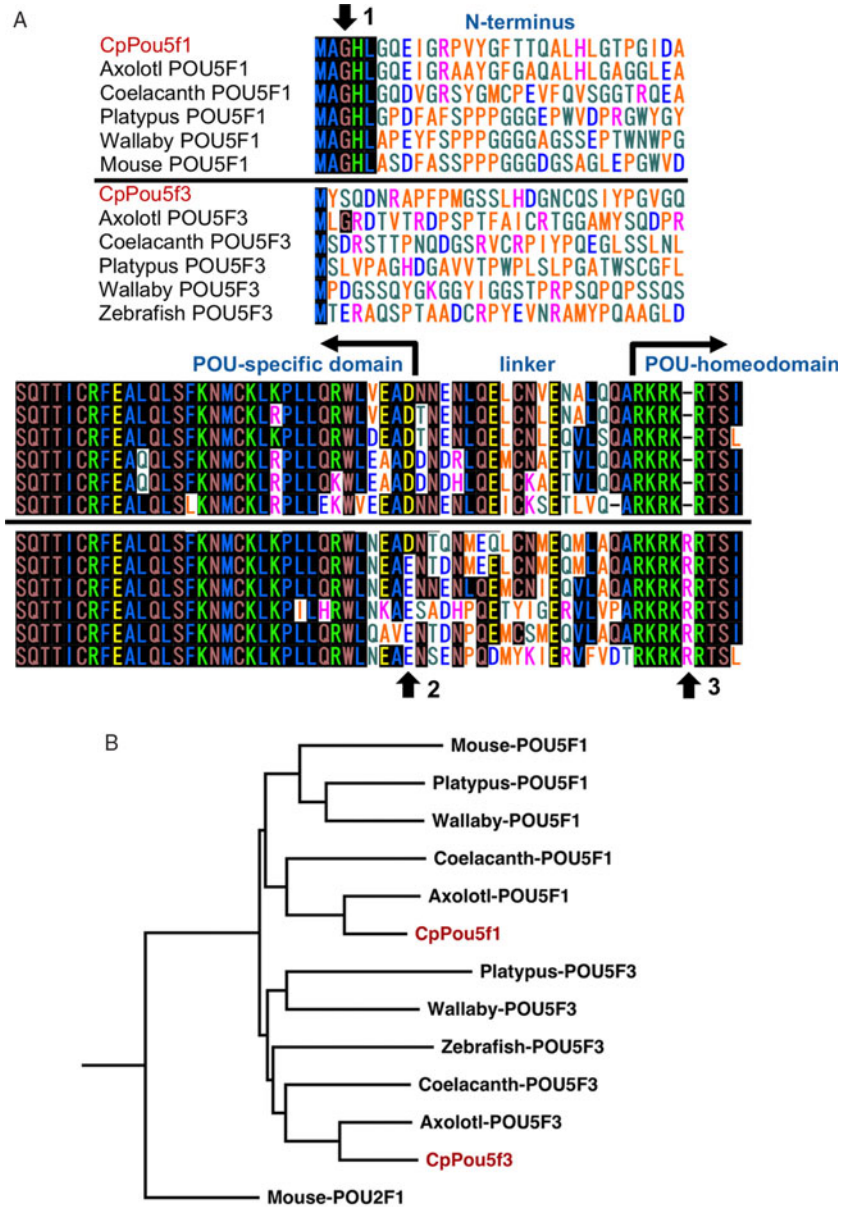 A
1
N-terminus
CpPou5f1 MAGHLGQEIGRPVYGFTTQALHLGTPGIDA
Axolotl POU5F1 MAGHLGQEIGRAAYGFGAQALHLGAGGLEA
Coelacanth POU5F1 MAGHLGQDVGRSYGMCPEVFQVSGGTRQEA
Platypus POU5F1 MAGHLGPDFAFSPPPGGGEPWVDPRGWYGY
Wallaby POU5F1 MAGHLAPEYFSPPPGGGGAGSSEPTWNWPG
Mouse POU5F1 MAGHLASDFASSPPPGGGDGSAGLEPGWVD
CpPou5f3 MYSQDNRAPFPMGSSLHDGNCQSIYPGVGQ
Axolotl POU5F3 MLGRDTVTRDPSPTFAICRTGGAMYSQDPR
Coelacanth POU5F3 MSDRSTTPNQDGSRVCRPIYPQEGLSSLNL
Platypus POU5F3 MSLVPAGHDGAVVTPWPLSLPGATWSCGFL
Wallaby POU5F3 MPDGSSQYGKGGYIGGSTPRPSQPQPSSQS
Zebrafish POU5F3 MTERAQSPTAADCRPYEVNRAMYPQAAGLD
POU-specific domain linker POU-homeodomain
SQTTICRFEALQLSFKNMCKLKPLLQRWLVEADNNENLQELCNVENALQQARKRK-RTSI
SQTTICRFEALQLSFKNMCKLRPLLQRWLVEADTNENLQELCNLENALQQARKRK-RTSI
SQTTICRFEALQLSFKNMCKLKPLLQRWLDEADTNENLQELCNLEQVLSQARKRK-RTSL
SQTTICRFEAQQLSFKNMCKLRPLLQRWLEAADDNDRLQEMCNAETVLQQARKRK-RTSI
SQTTICRFEAQQLSFKNMCKLRPLLQKWLEAADDNDHLQELCKAETVLQQARKRK-RTSI
SQTTICRFEALQLSLKNMCKLRPLLEKWVEEADNNENLQEICKSETLVQ-ARKRK-RTSI
SQTTICRFEALQLSFKNMCKLKPLLQRWLNEADNTQNMEQLCNMEQMLAQARKRKRRTSI
SQTTICRFEALQLSFKNMCKLKPLLQRWLNEAENTDNMEELCNMEQMLAQARKRKRRTSI
SQTTICRFEALQLSFKNMCKLKPLLQRWLNEAENNENLQEMCNIEQVLAQARKRKRRTSI
SQTTICRFEALQLSFKNMCKLKPLIHRWLNKAESADHPQETYIGERVLVPARKRKRRTSI
SQTTICRFEALQLSFKNMCKLKPLLQRWLQAVENTDNPQEMCSMEQVLAQARKRKRRTSI
SQTTICRFEALQLSFKNMCKLKPLLQRWLNEAENSENPQDMYKIERVFVDTRKRKRRTSL
2 3
B
Mouse-POU5F1
Platypus-POU5F1
Wallaby-POU5F1
Coelacanth-POU5F1
Axolotl-POU5F1
CpPou5f1
Platypus-POU5F3
Wallaby-POU5F3
Zebrafish-POU5F3
Coelacanth-POU5F3
Axolotl-POU5F3
CpPou5f3
Mouse-POU2F1